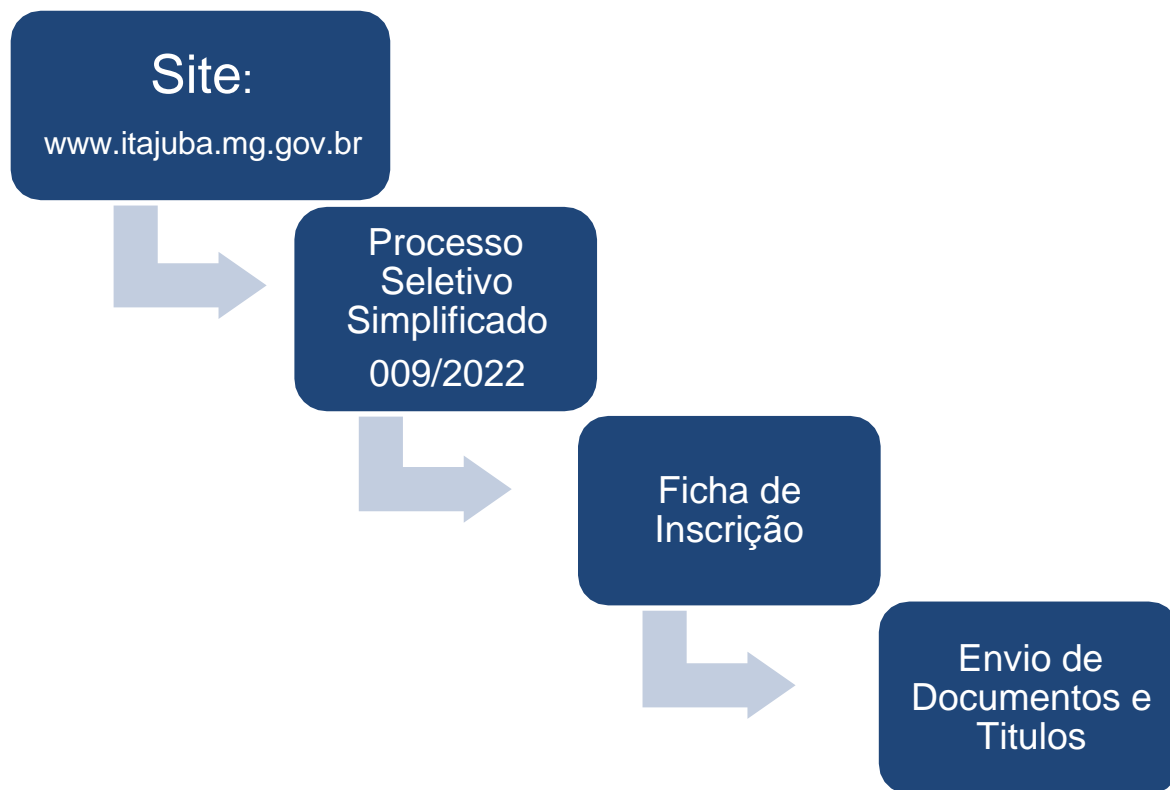 Site:
www.itajuba.mg.gov.br
Processo
Seletivo
Simplificado
009/2022
Ficha de
Inscrição
Envio de
Documentos e
Titulos